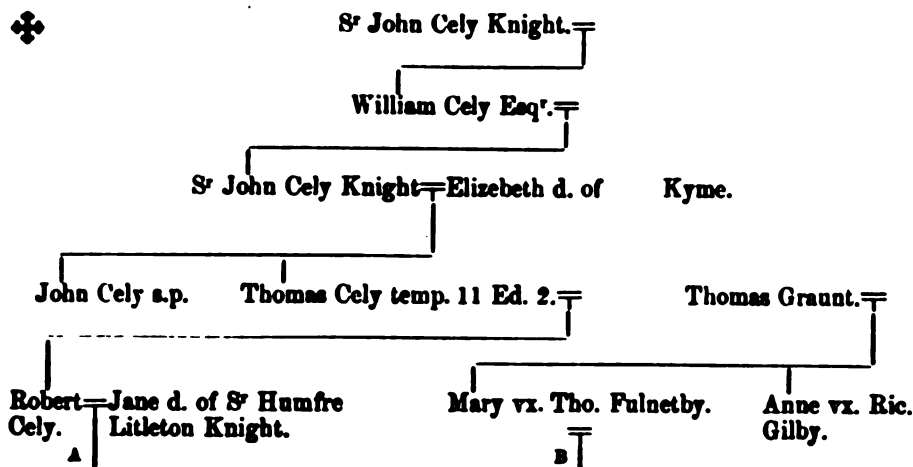 Sr John Cely Knight.
William Cely Esqr.
Sr John Cely Knight Elizebeth d. of Kyme.
John Cely s.p. Thomas Cely temp. 11 Ed. 2. Thomas Graunt.
Robert Jane d. of Sr Humfre Mary vx. Tho. Fulnetby. Anne vx. Ric.
Cely. Litleton Knight. Gilby.
A B